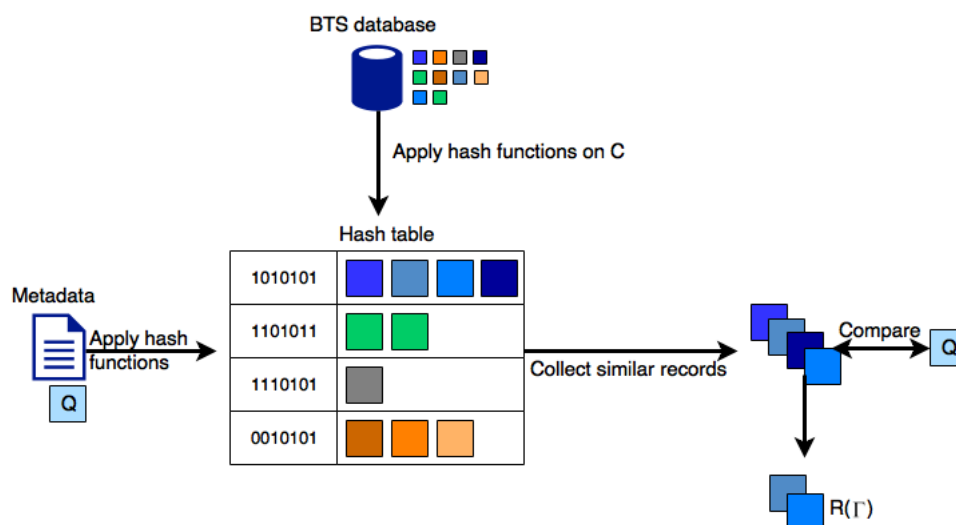 BTS database
Apply hash functions on C
Hash table
1010101
Metadata
1101011
Apply hash
functions
Compare
Q
Collect similar records
1110101
Q
0010101
R(Γ)